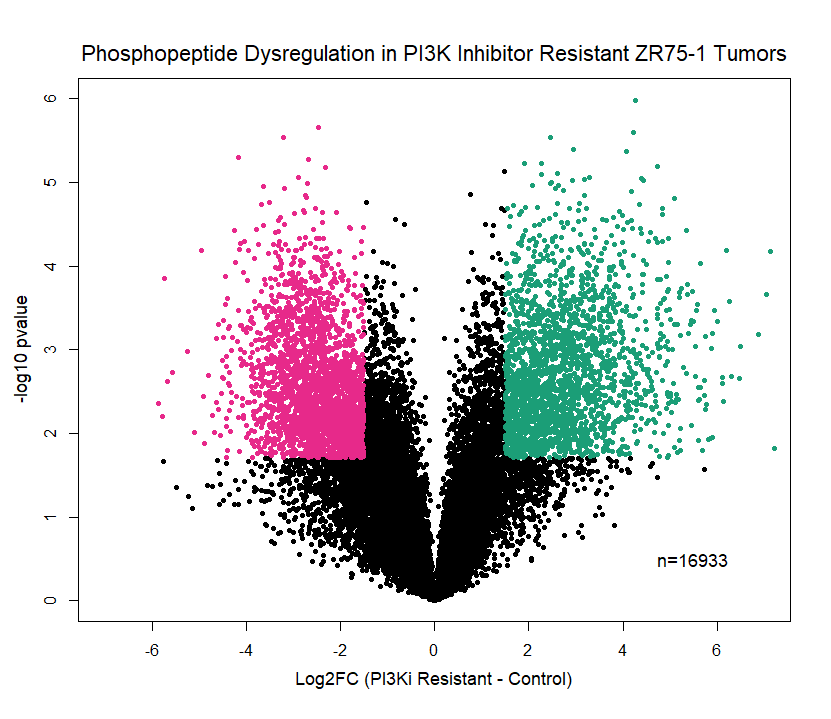 Phosphopeptide Dysregulation in PI3K Inhibitor Resistant ZR75-1 Tumors
6
5
4
3
2
1
0
-log10 pvalue
n=16933
-6 -4 -2 0 2 4 6
Log2FC (PI3Ki Resistant - Control)